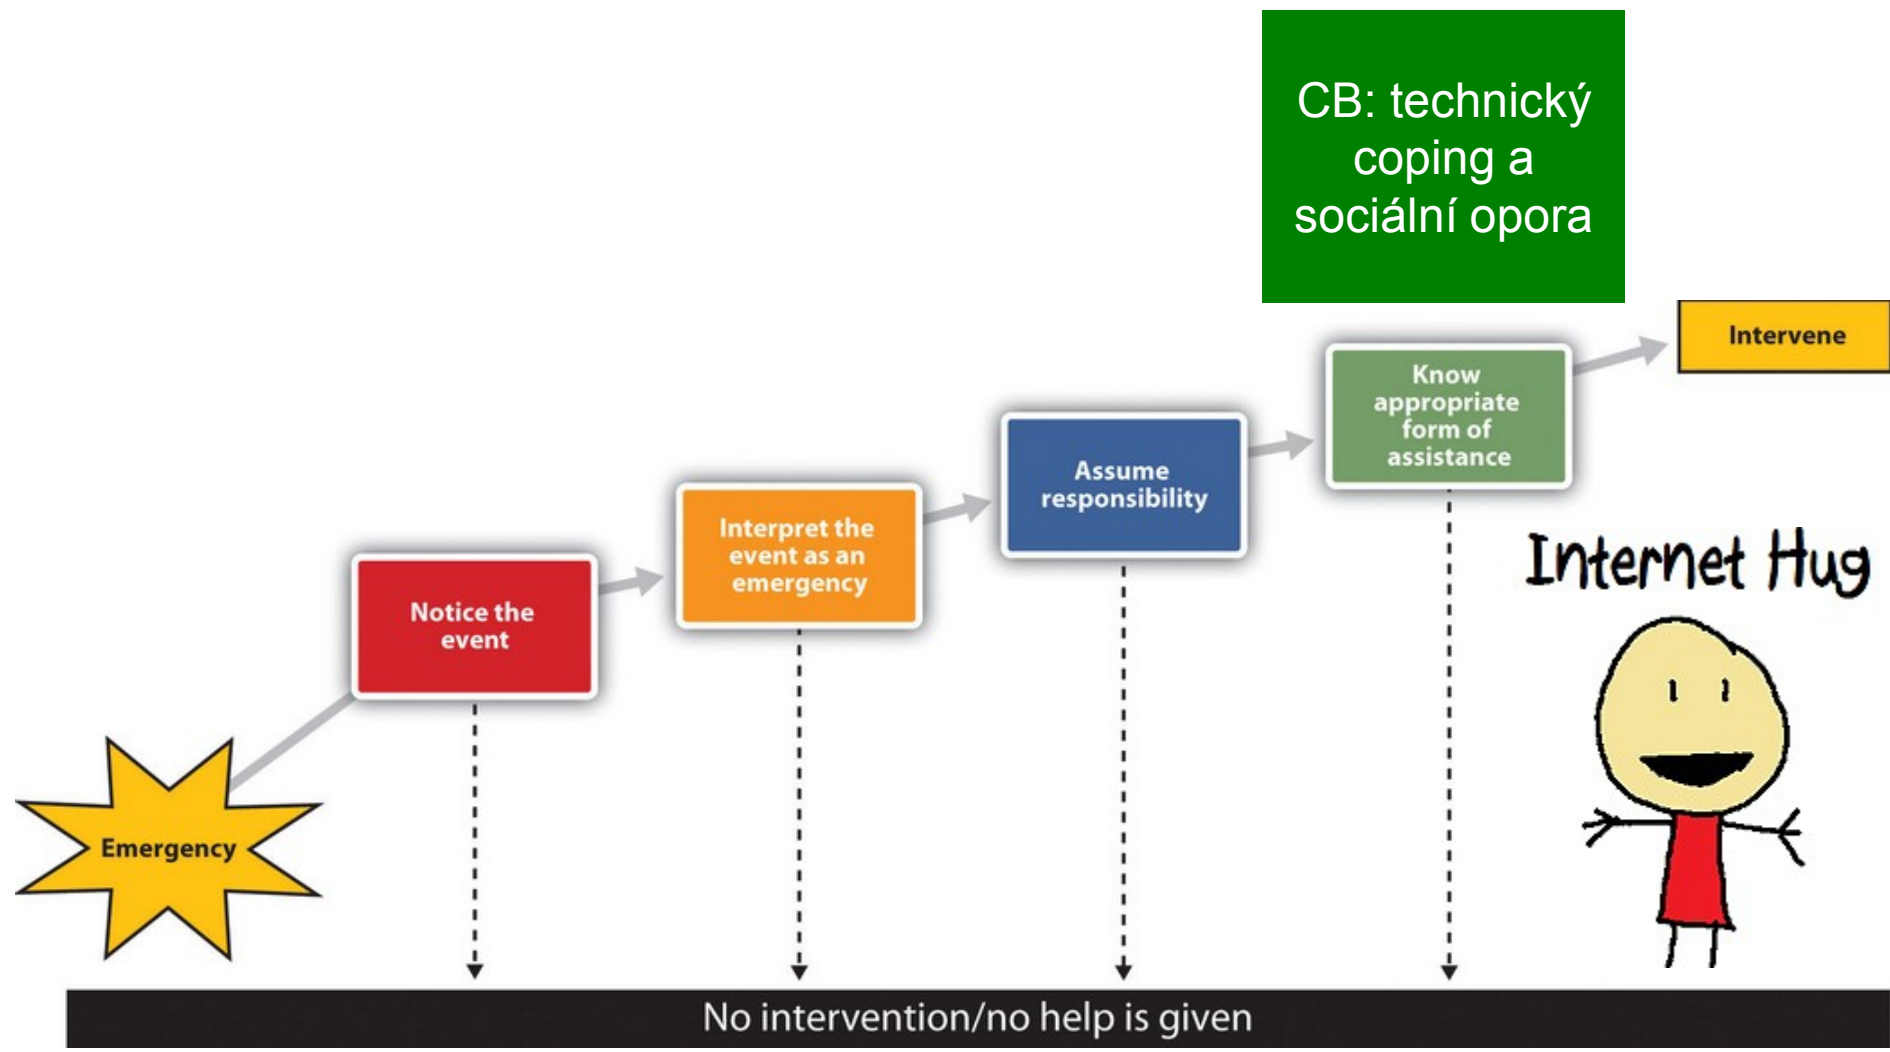 CB: technický
coping a
sociální opora
Intervene
Know
appropriate
form of
assistance
Assume
responsibility
Interpret the
event as an
emergency
Notice the
event
Emergency
Internet Hug
No intervention/no help is given